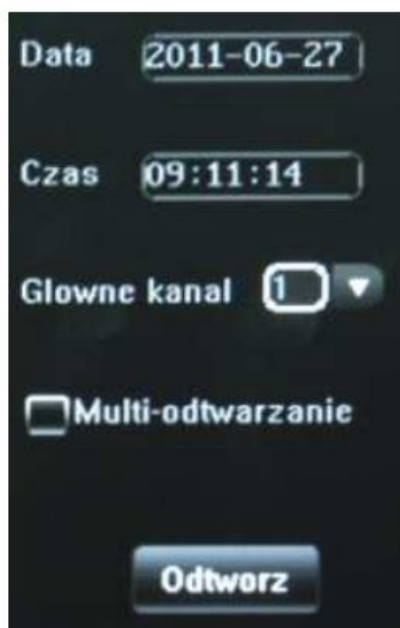 Data 2011-06-27
Czas 09:11:14
Glowne kanal 1
Multi-odtwarzanie
Odtworz